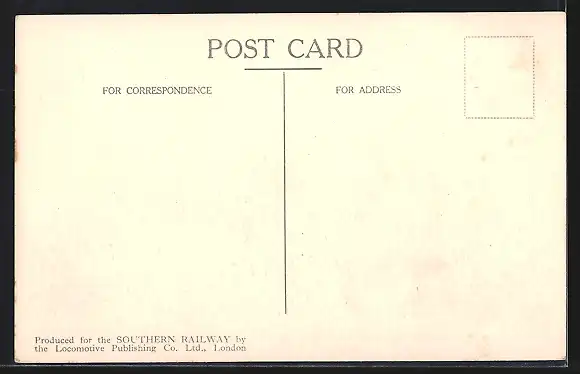 POST CARD
FOR CORRESPONDENCE
FOR ADDRESS
Produced for the SOUTHERN RAILWAY by
the Locomotive Publishing Co. Ltd., London